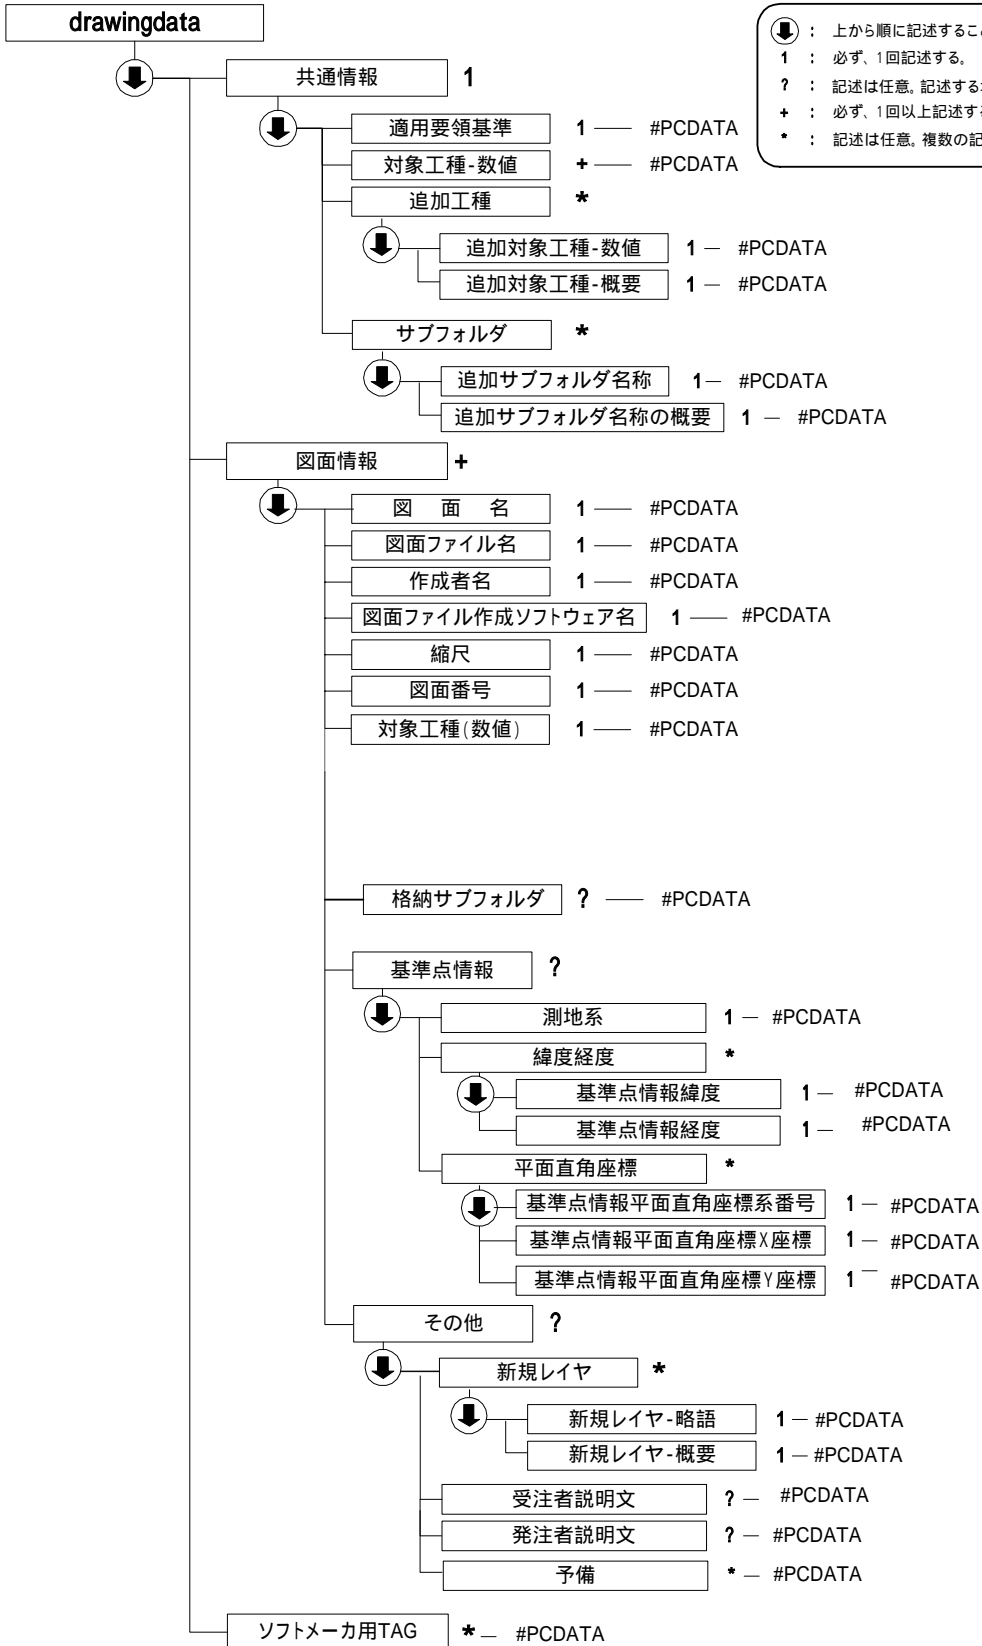 drawingdata
: 上から順に記述するこ
1 : 必ず、1回記述する。
? : 記述は任意。記述する
+ : 必ず、1回以上記述す
* : 記述は任意。複数の記
共通情報 1
適用要領基準 1 — #PCDATA
対象工種-数値 + — #PCDATA
追加工種 *
追加対象工種-数値 1 — #PCDATA
追加対象工種-概要 1 — #PCDATA
サブフォルダ *
追加サブフォルダ名称 1 — #PCDATA
追加サブフォルダ名称の概要 1 — #PCDATA
図面情報 +
図 面 名 1 — #PCDATA
図面ファイル名 1 — #PCDATA
作成者名 1 — #PCDATA
図面ファイル作成ソフトウェア名 1 — #PCDATA
縮尺 1 — #PCDATA
図面番号 1 — #PCDATA
対象工種(数値) 1 — #PCDATA
格納サブフォルダ ? — #PCDATA
基準点情報 ?
測地系 1 — #PCDATA
緯度経度 *
基準点情報緯度 1 — #PCDATA
基準点情報経度 1 — #PCDATA
平面直角座標 *
基準点情報平面直角座標系番号 1 — #PCDATA
基準点情報平面直角座標X座標 1 — #PCDATA
基準点情報平面直角座標Y座標 1 — #PCDATA
その他 ?
新規レイヤ *
新規レイヤ-略語 1 — #PCDATA
新規レイヤ-概要 1 — #PCDATA
受注者説明文 ? — #PCDATA
発注者説明文 ? — #PCDATA
予備 * — #PCDATA
ソフトメーカ用TAG * — #PCDATA